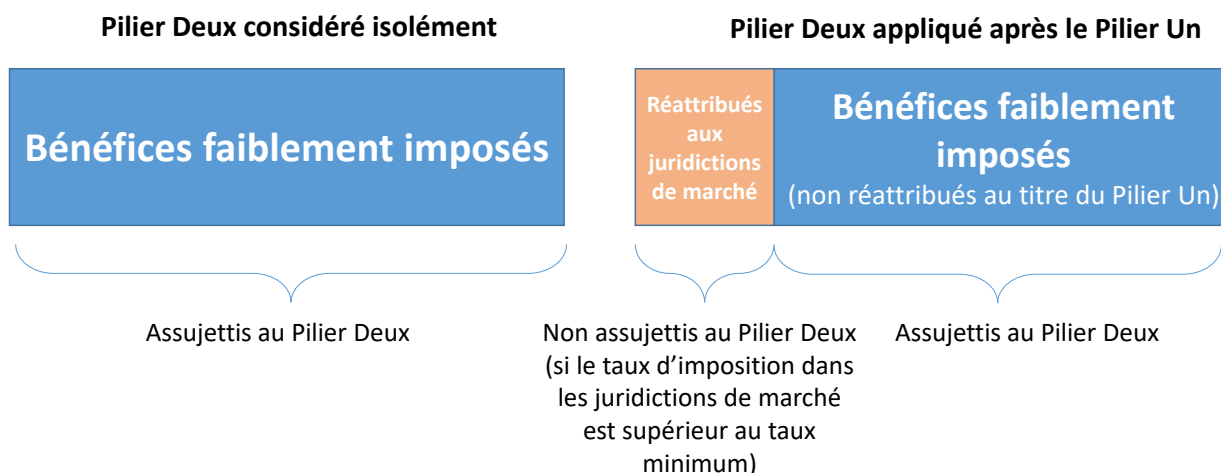 Pilier Deux considéré isolément
Bénéfices faiblement imposés
Assujettis au Pilier Deux
Pilier Deux appliqué après le Pilier Un
Réattribués
aux
juridictions
de marché
Bénéfices faiblement
imposés
(non réattribués au titre du Pilier Un)
Non assujettis au Pilier Deux
(si le taux d’imposition dans
les juridictions de marché
est supérieur au taux
minimum)
Assujettis au Pilier Deux